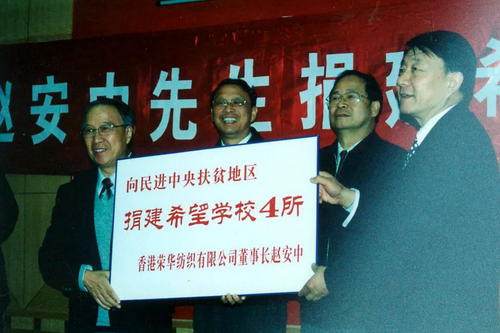 赵安中先生捐建希
向民进中央扶贫地区
捐建希望学校4所
香港荣华纺织有限公司董事长赵安中